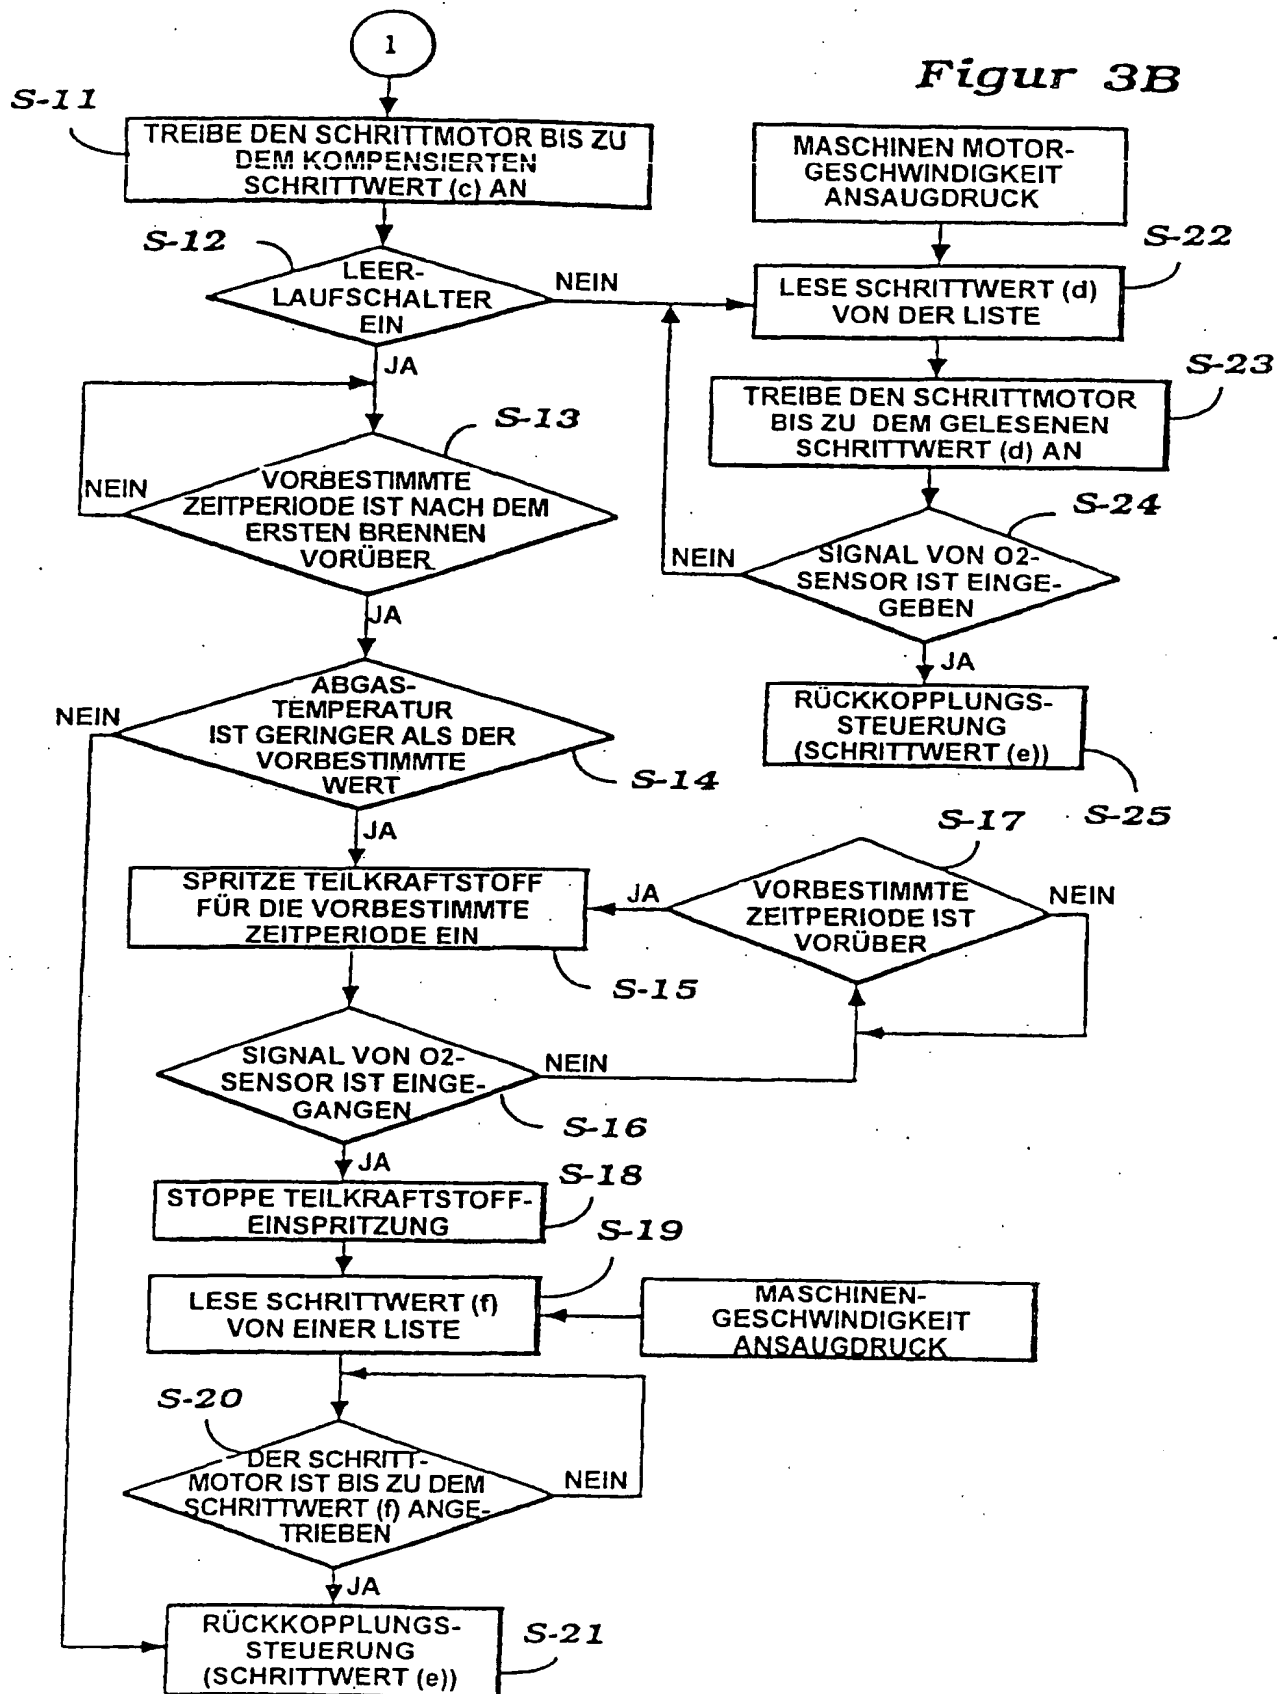 1
Figur 3B
S-11
TREIBE DEN SCHRITTMOTOR BIS ZU
DEM KOMPENSIERTEN
SCHRITTWERT (c) AN
MASCHINEN MOTOR-
GESCHWINDIGKEIT
ANSAUGDRUCK
S-12
LEER-
LAUFSCHALTER
EIN
NEIN
JA
S-22
LESE SCHRITTWERT (d)
VON DER LISTE
S-23
TREIBE DEN SCHRITTMOTOR
BIS ZU DEM GELESENEN
SCHRITTWERT (d) AN
S-13
NEIN
VORBESTIMMTE
ZEITPERIODE IST NACH DEM
ERSTEN BRENNEN
VORÜBER
JA
S-24
NEIN
SIGNAL VON O2-
SENSOR IST EINGE-
GEBEN
JA
NEIN
ABGAS-
TEMPERATUR
IST GERINGER ALS DER
VORBESTIMMTE
WERT
S-14
JA
RÜCKKOPPLUNGS-
STEUERUNG
(SCHRITTWERT (e))
S-25
S-17
SPRITZE TEILKRAFTSTOFF
FÜR DIE VORBESTIMMTE
ZEITPERIODE EIN
S-15
JA
VORBESTIMMTE
ZEITPERIODE IST
VORÜBER
NEIN
SIGNAL VON O2-
SENSOR IST EINGE-
GANGEN
NEIN
S-16
JA
S-18
STOPPE TEILKRAFTSTOFF-
EINSPRITZUNG
S-19
LESE SCHRITTWERT (f)
VON EINER LISTE
MASCHINEN-
GESCHWINDIGKEIT
ANSAUGDRUCK
S-20
DER SCHRITT-
MOTOR IST BIS ZU DEM
SCHRITTWERT (f) ANGE-
TRIEBEN
NEIN
JA
RÜCKKOPPLUNGS-
STEUERUNG
(SCHRITTWERT (e))
S-21